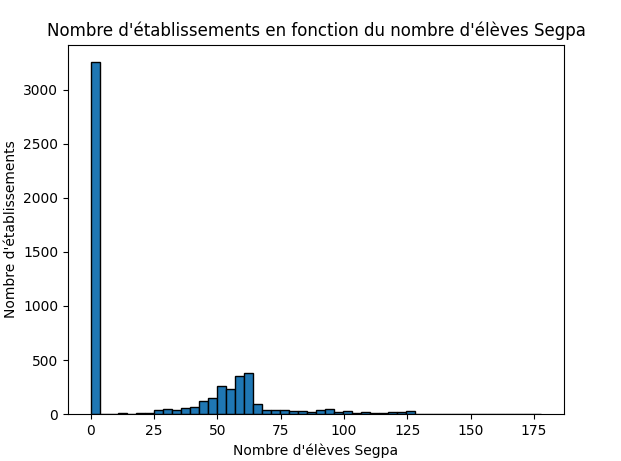 Nombre d'établissements en fonction du nombre d'élèves Segpa
Nombre d'établissements
3000
2500
2000
1500
1000
500
0
0 25 50 75 100 125 150 175
Nombre d'élèves Segpa